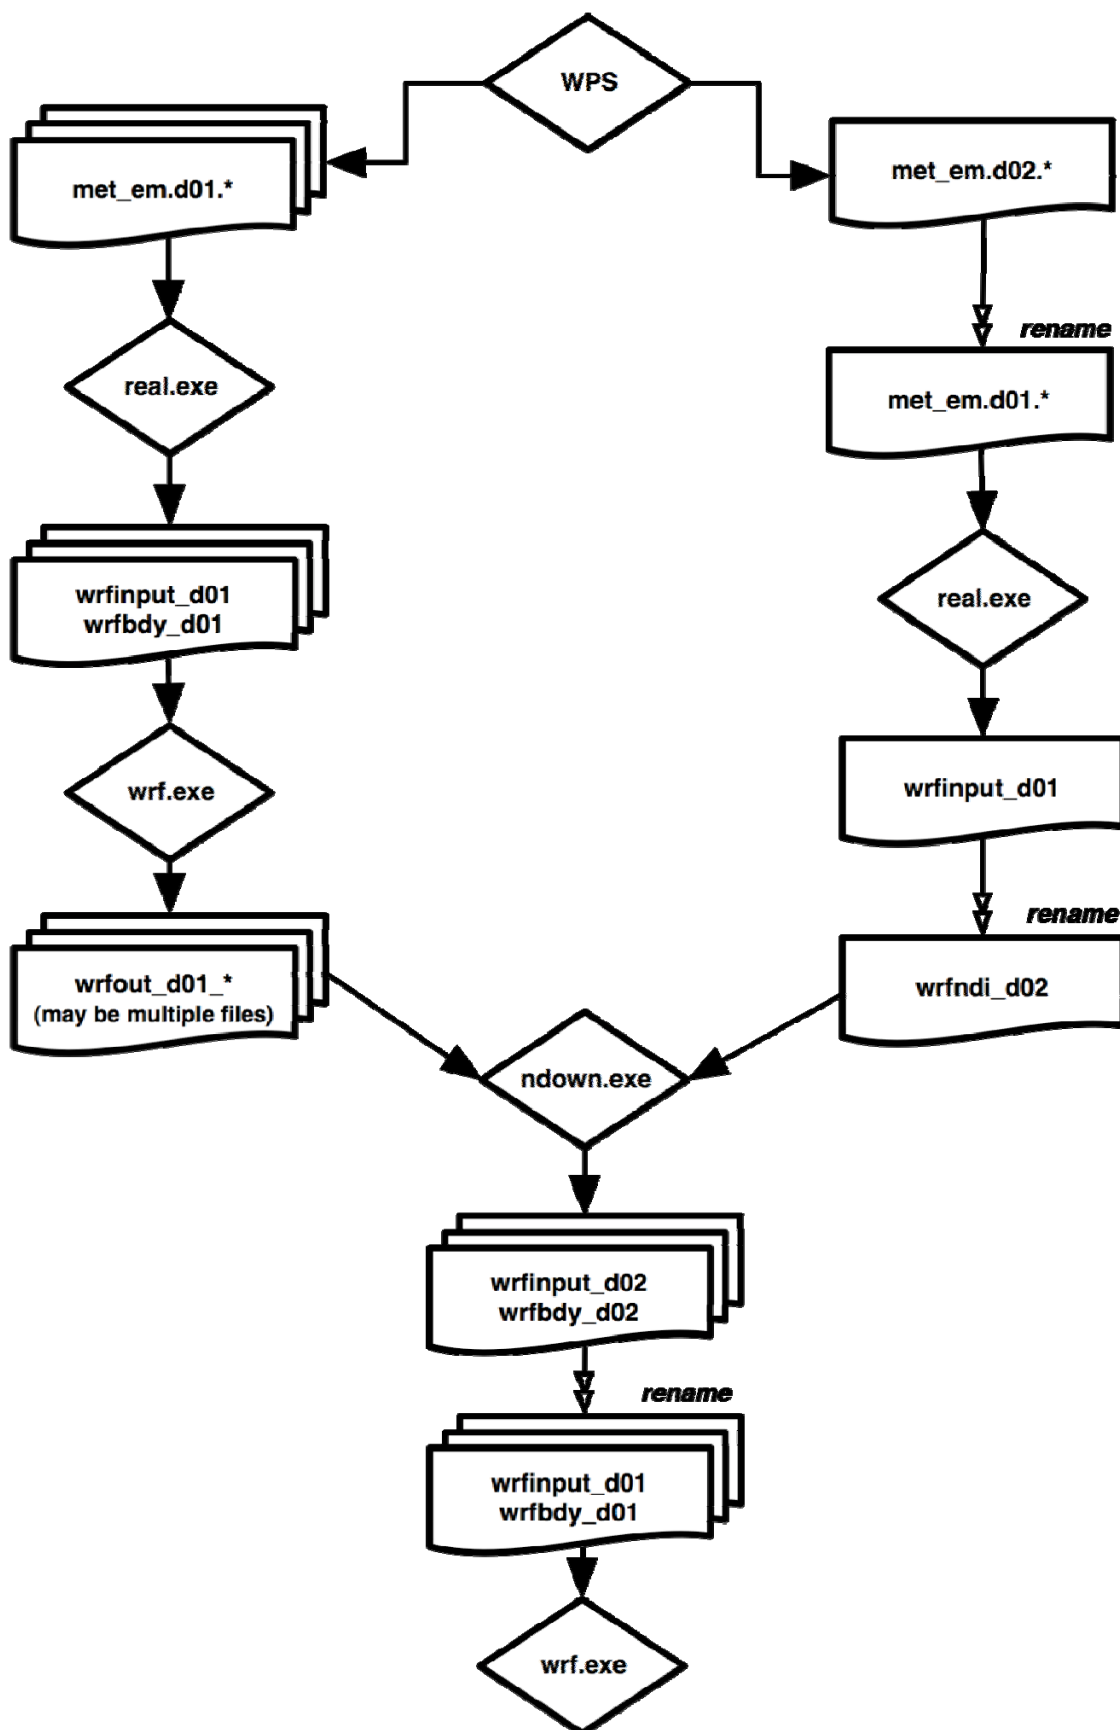 WPS
met_em.d01.*
met_em.d02.*
rename
met_em.d01.*
real.exe
real.exe
wrfinput_d01
wrfbdy_d01
wrfinput_d01
wrf.exe
rename
wrfout_d01_*
(may be multiple files)
wrfndi_d02
ndown.exe
wrfinput_d02
wrfbdy_d02
rename
wrfinput_d01
wrfbdy_d01
wrf.exe